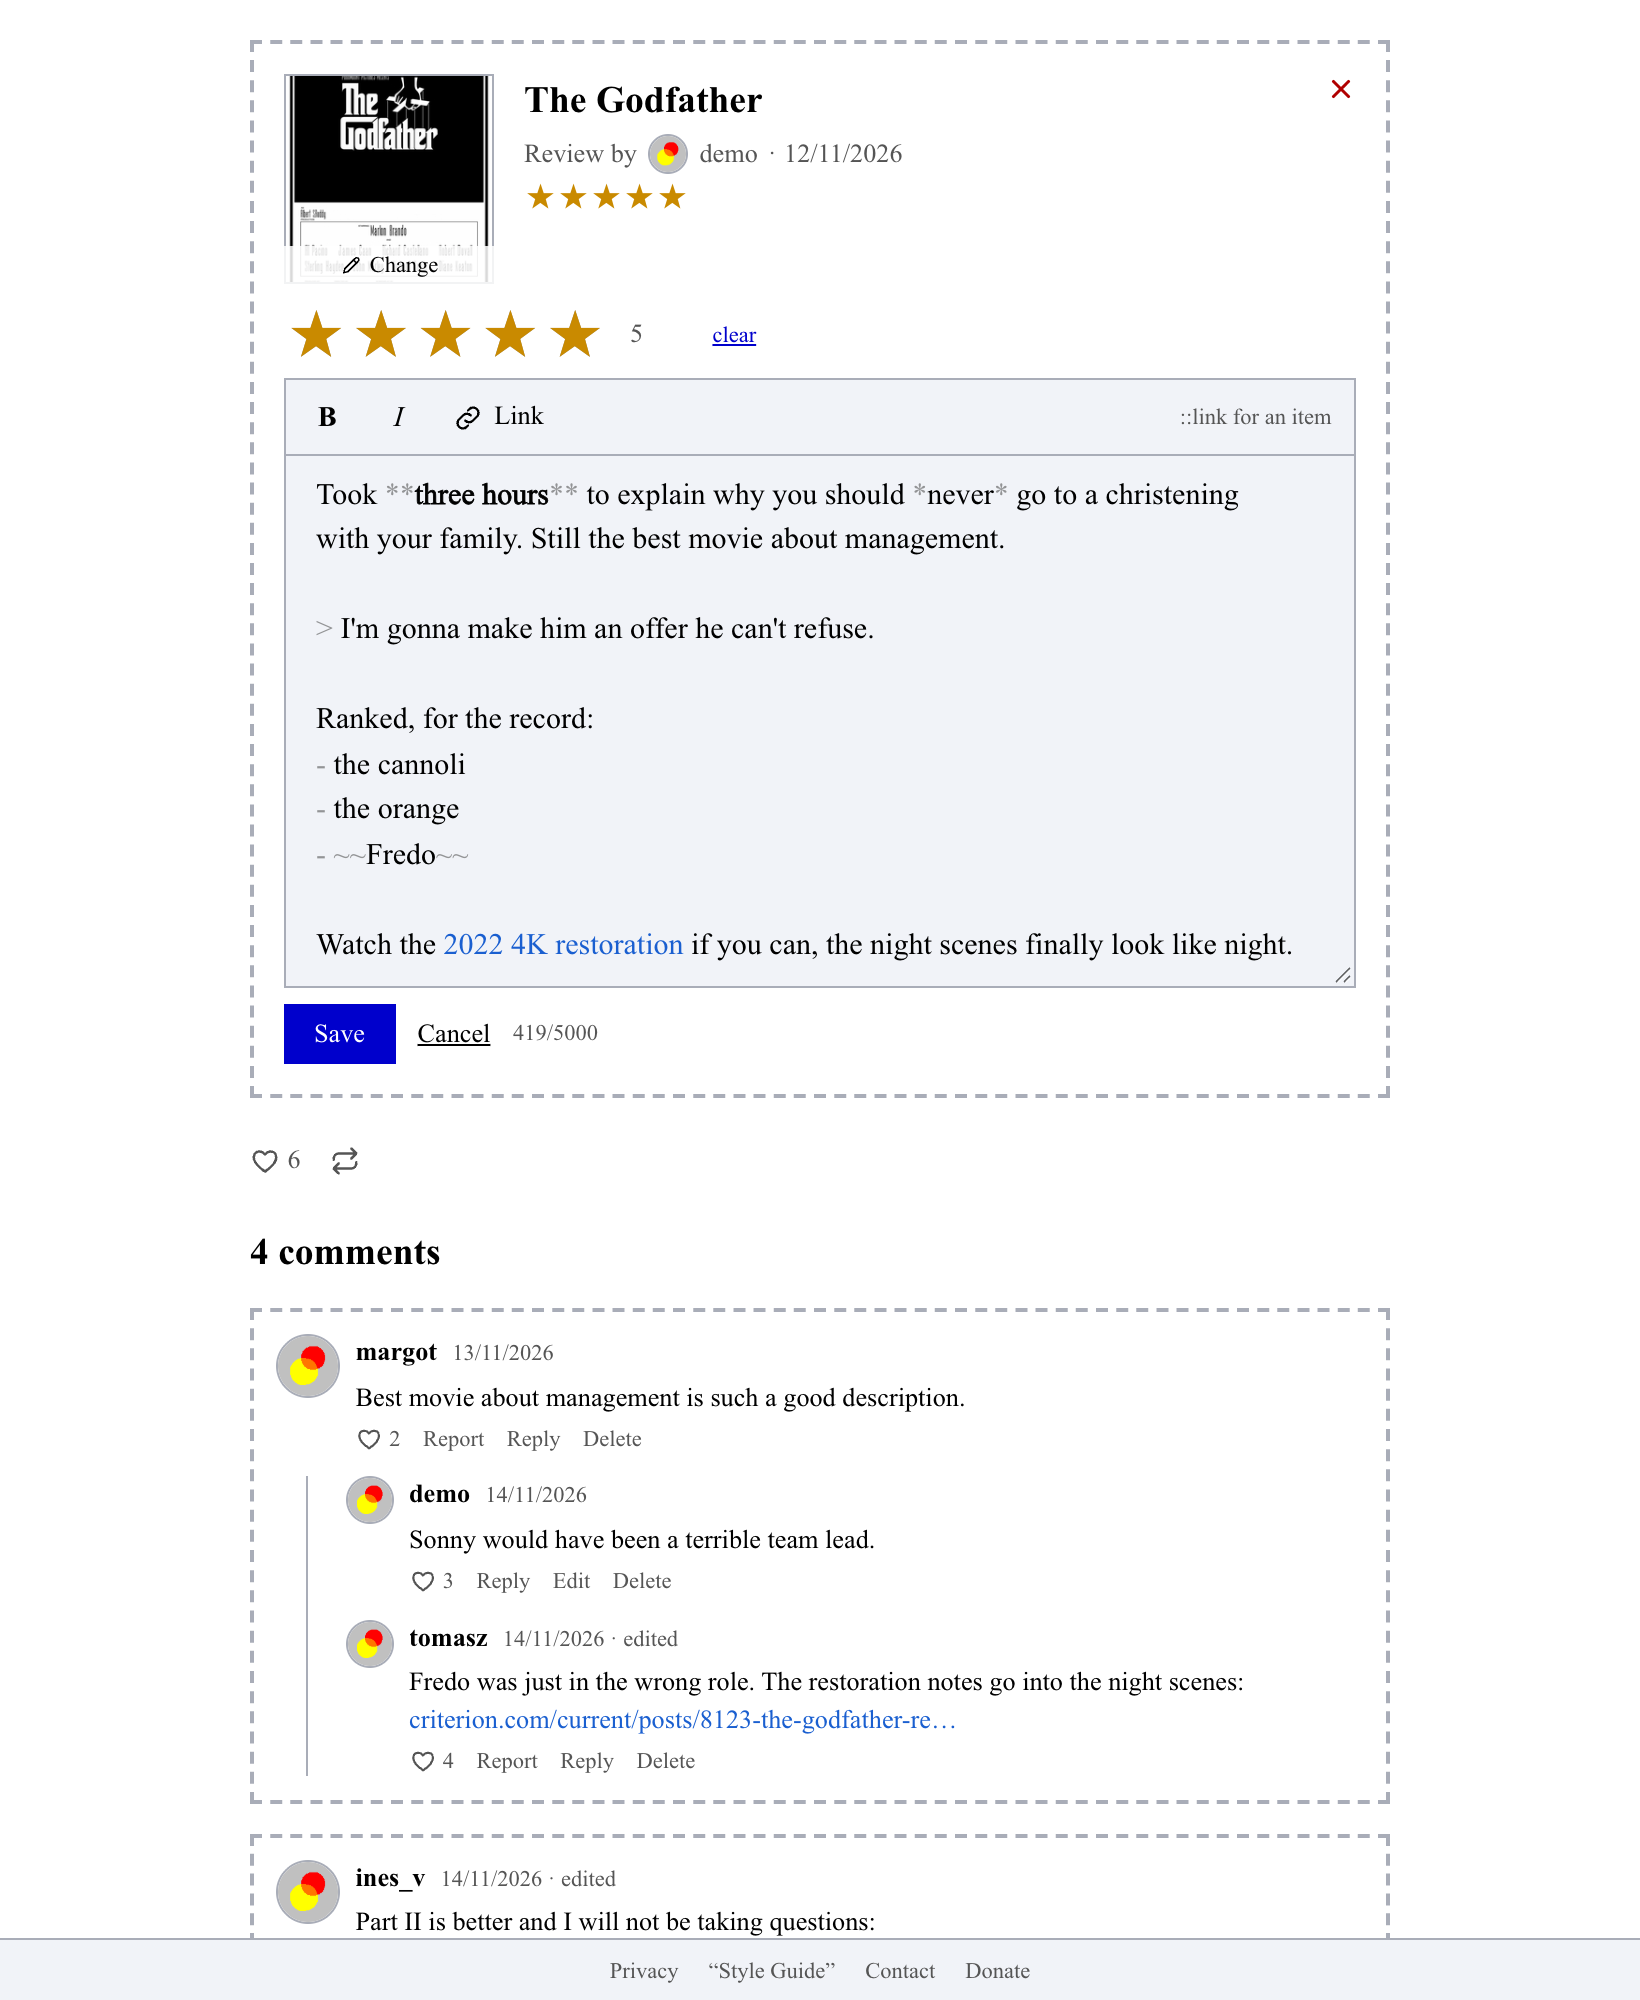 The
Godfather
Albert S. Ruddy
Marlon Brando
Change
The Godfather
Review by demo · 12/11/2026
5 clear
B I Link ::link for an item
Took **three hours** to explain why you should *never* go to a christening
with your family. Still the best movie about management.
> I'm gonna make him an offer he can't refuse.
Ranked, for the record:
- the cannoli
- the orange
- ~~Fredo~~
Watch the 2022 4K restoration if you can, the night scenes finally look like night.
Save Cancel 419/5000
6
4 comments
margot 13/11/2026
Best movie about management is such a good description.
2 Report Reply Delete
demo 14/11/2026
Sonny would have been a terrible team lead.
3 Reply Edit Delete
tomasz 14/11/2026 · edited
Fredo was just in the wrong role. The restoration notes go into the night scenes:
criterion.com/current/posts/8123-the-godfather-re…
4 Report Reply Delete
ines_v 14/11/2026 · edited
Part II is better and I will not be taking questions:
Privacy “Style Guide” Contact Donate